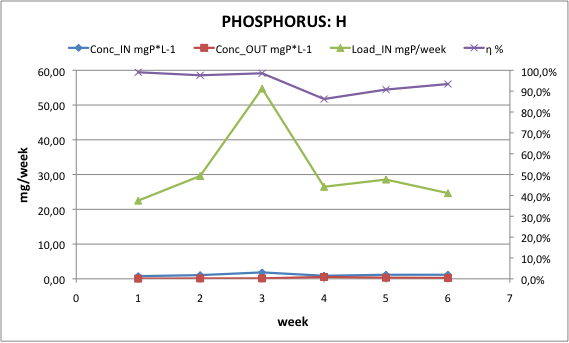 PHOSPHORUS: H
Conc_IN mgP*L-1 Conc_OUT mgP*L-1 Load_IN mgP/week η %
60,00 100,0%
90,0%
50,00 80,0%
70,0%
40,00 60,0%
30,00 50,0%
40,0%
20,00 30,0%
10,00 20,0%
10,0%
0,00 0,0%
mg/week
0 1 2 3 4 5 6 7
week